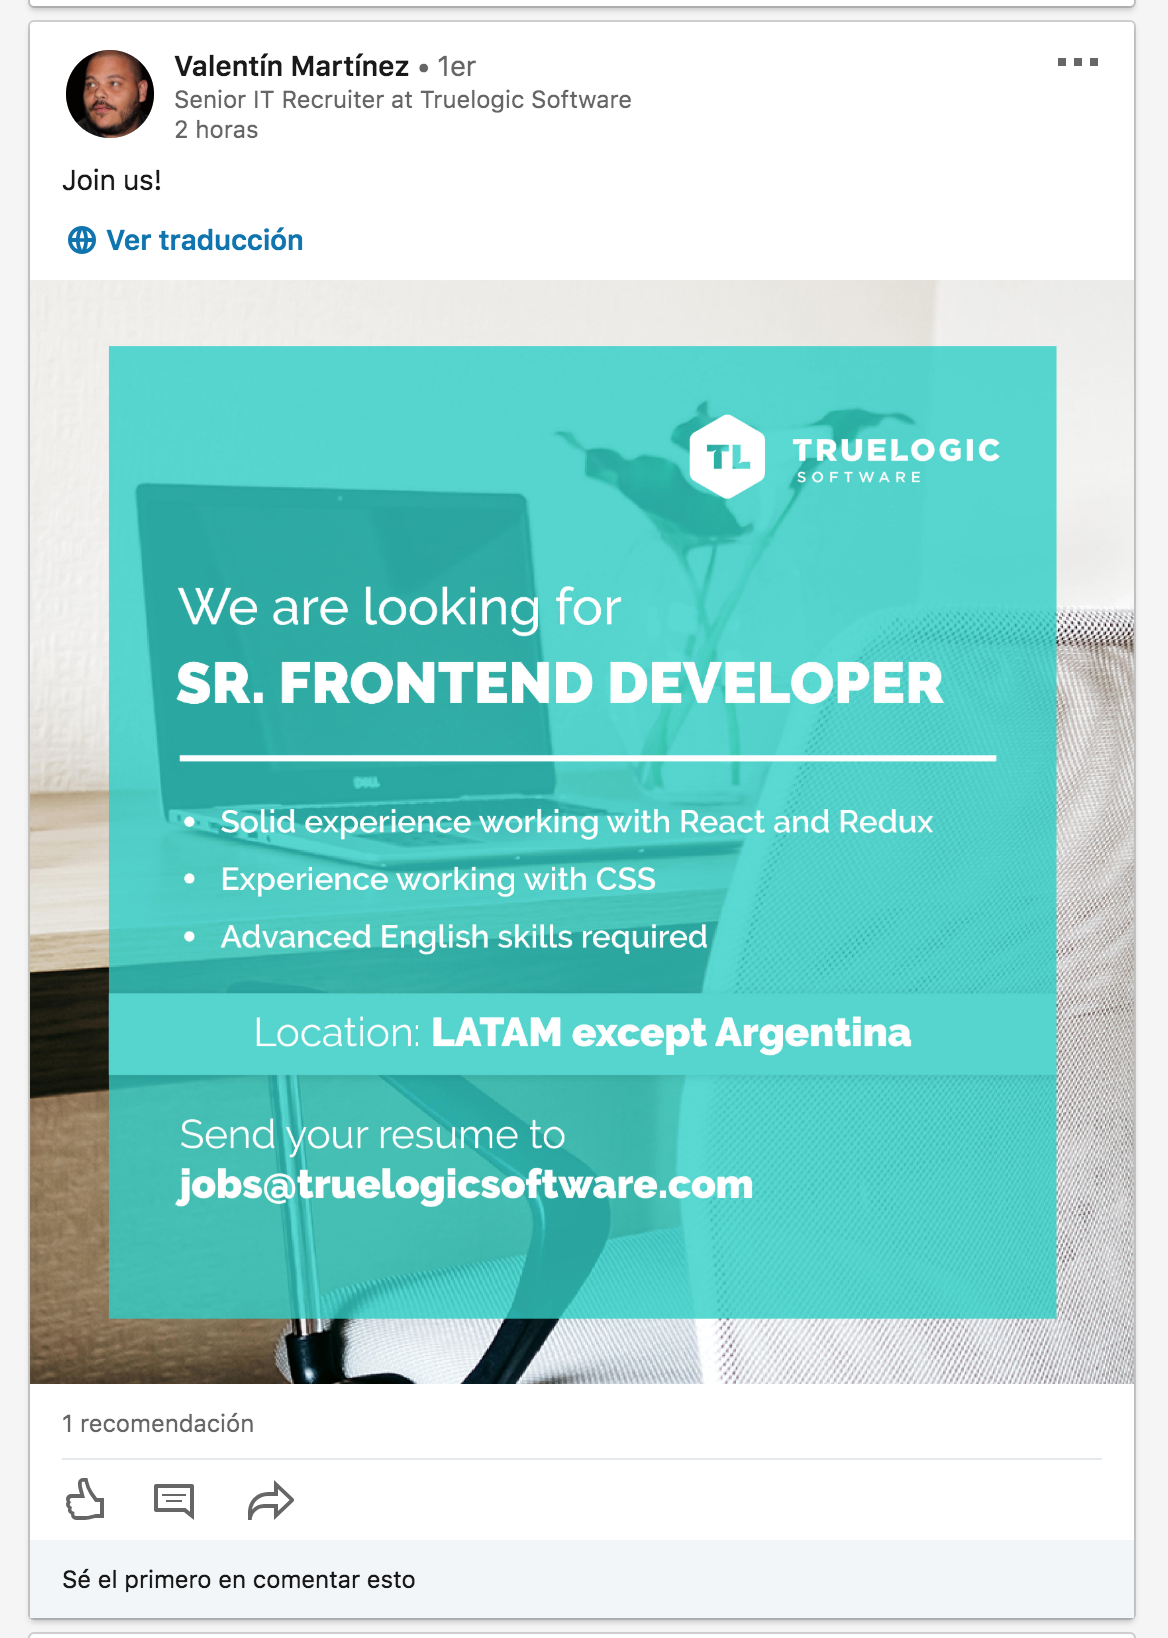 Valentín Martínez • 1er
Senior IT Recruiter at Truelogic Software
2 horas
Join us!
Ver traducción
TL TRUELOGIC
SOFTWARE
We are looking for
SR. FRONTEND DEVELOPER
DELL
• Solid experience working with React and Redux
• Experience working with CSS
• Advanced English skills required
Location: LATAM except Argentina
Send your resume to
jobs@truelogicsoftware.com
1 recomendación
Sé el primero en comentar esto